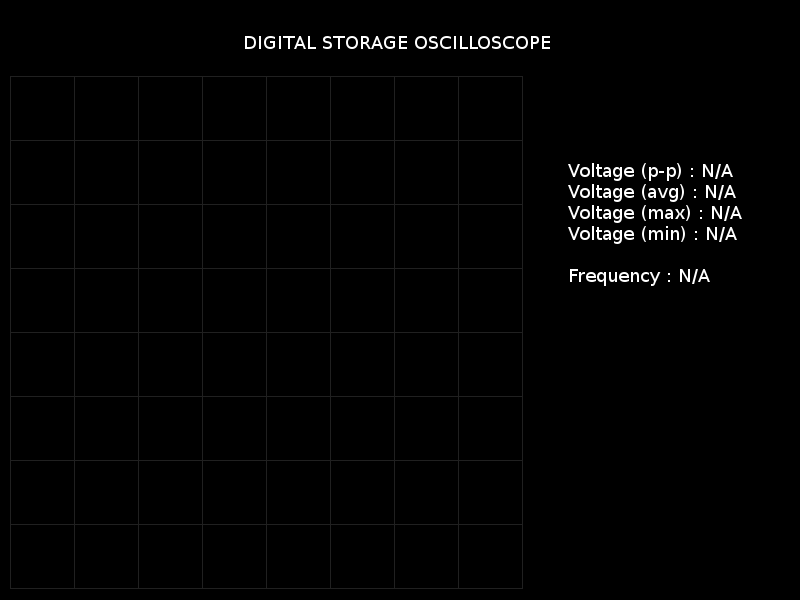 DIGITAL STORAGE OSCILLOSCOPE
Voltage (p-p) : N/A
Voltage (avg) : N/A
Voltage (max) : N/A
Voltage (min) : N/A
Frequency : N/A